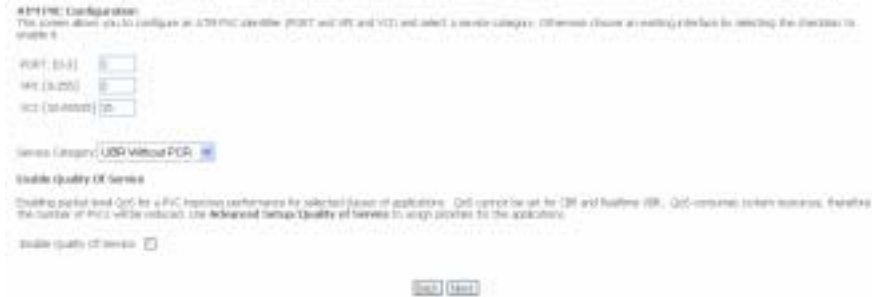 ATM PVC Configuration
This screen allows you to configure an ATM PVC identifier (PORT and VPI and VCI) and select a service category. Otherwise choose an existing interface by selecting the checkbox to
enable it.
PORT: [0-3]
VPI: [0-255]
VCI: [32-65535] 35
Service Category: UBR Without PCR
Enable Quality Of Service
Enabling packet level QoS for a PVC improves performance for selected classes of applications. QoS cannot be set for CBR and Realtime VBR. QoS consumes system resources; therefore
the number of PVCs will be reduced. Use Advanced Setup/Quality of Service to assign priorities for the applications.
Enable Quality Of Service
Back Next